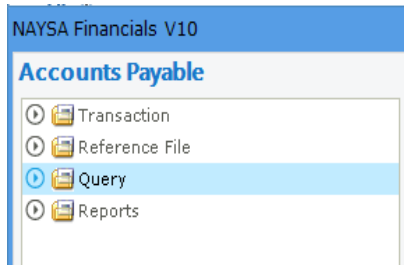 NAYSA Financials V10
Accounts Payable
Transaction
Reference File
Query
Reports